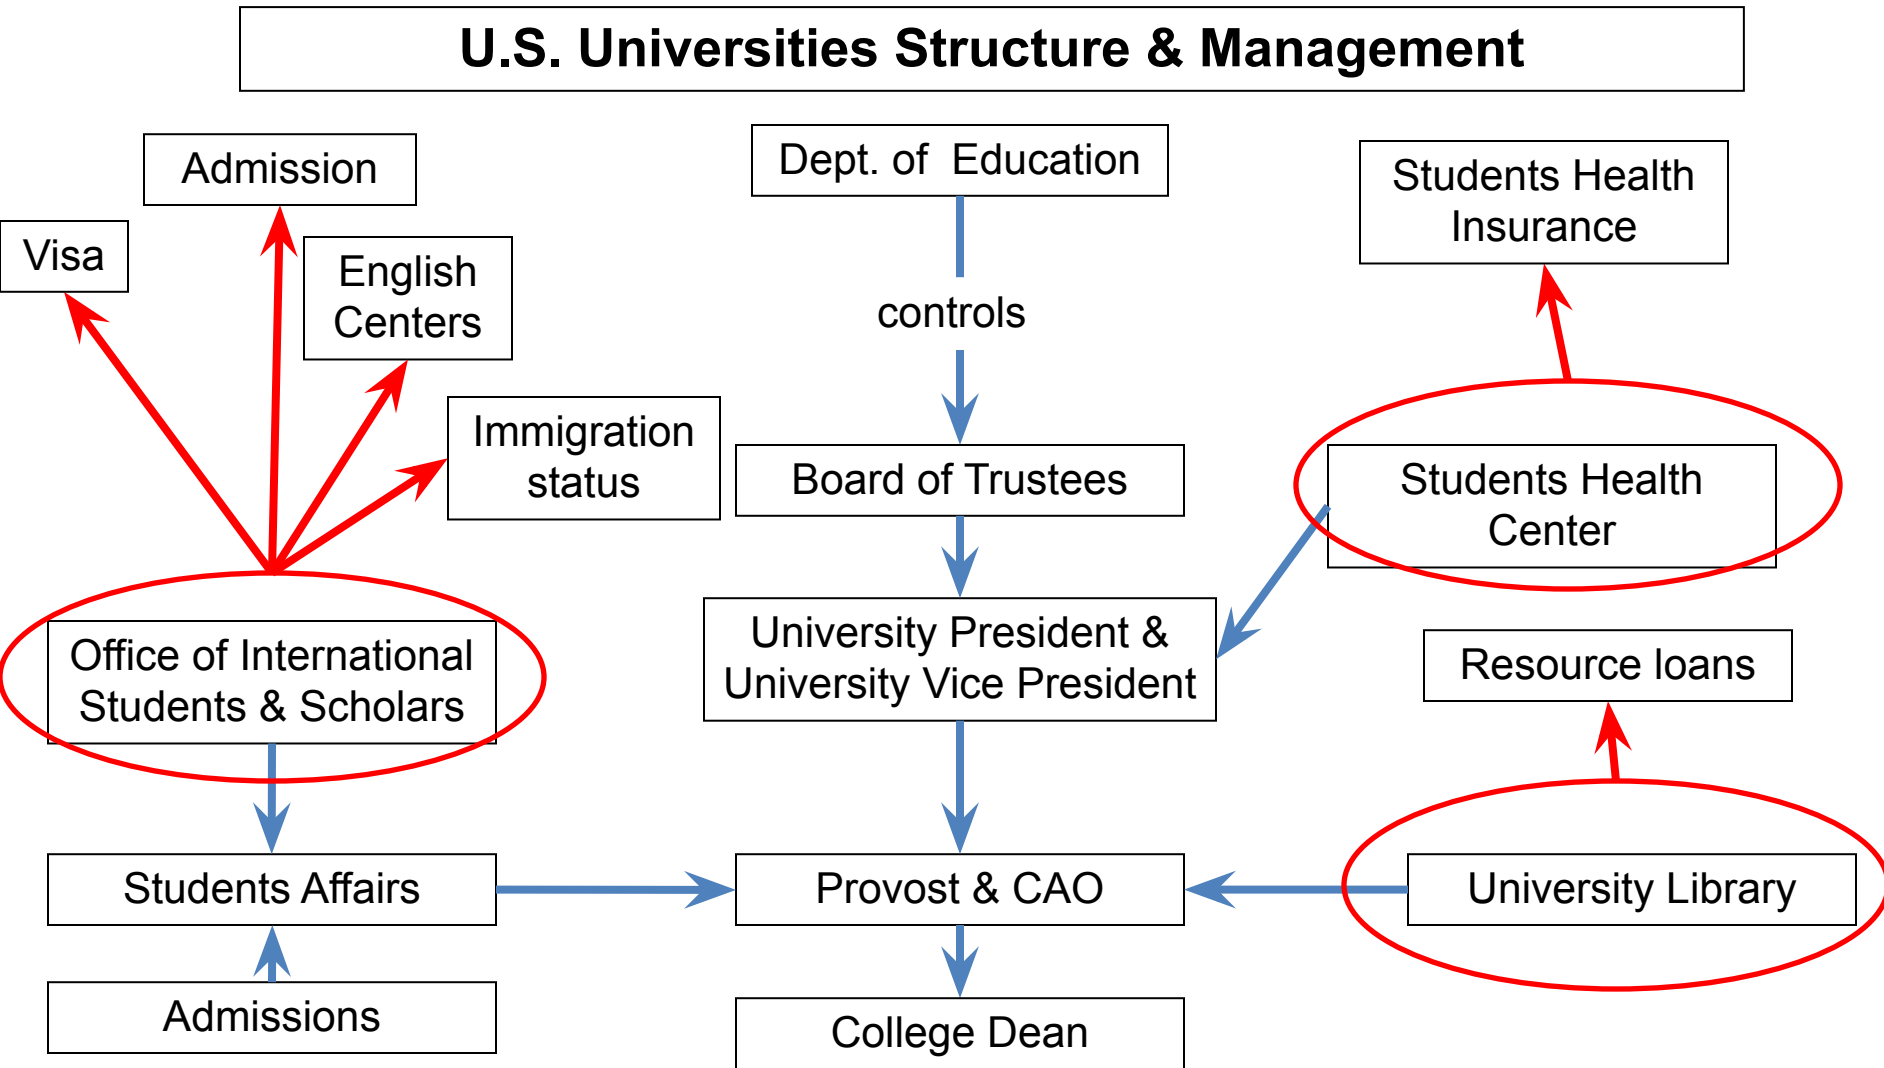 U.S. Universities Structure & Management
Admission
Dept. of Education
Students Health
Insurance
Visa
English
Centers
controls
Immigration
status
Board of Trustees
Students Health
Center
Office of International
Students & Scholars
University President &
University Vice President
Resource loans
Students Affairs
Provost & CAO
University Library
Admissions
College Dean